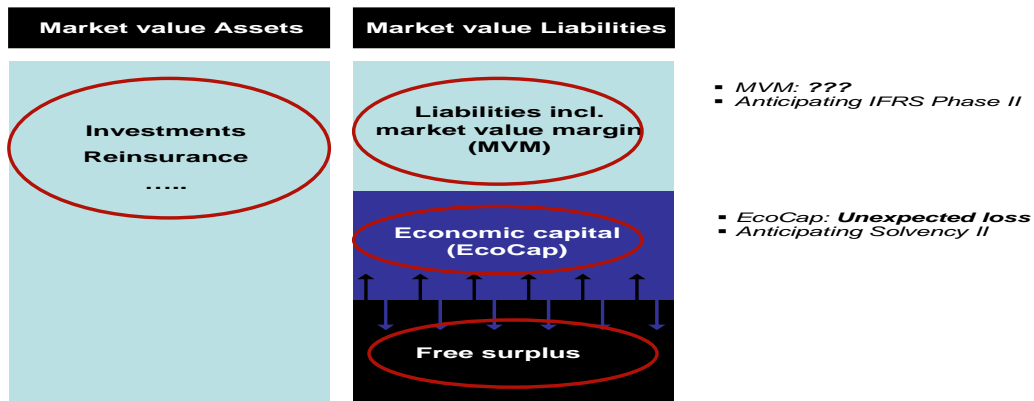 Market value Assets
Market value Liabilities
Investments
Reinsurance
…..
Liabilities incl.
market value margin
(MVM)
▪ MVM: ???
▪ Anticipating IFRS Phase II
Economic capital
(EcoCap)
▪ EcoCap: Unexpected loss
▪ Anticipating Solvency II
Free surplus